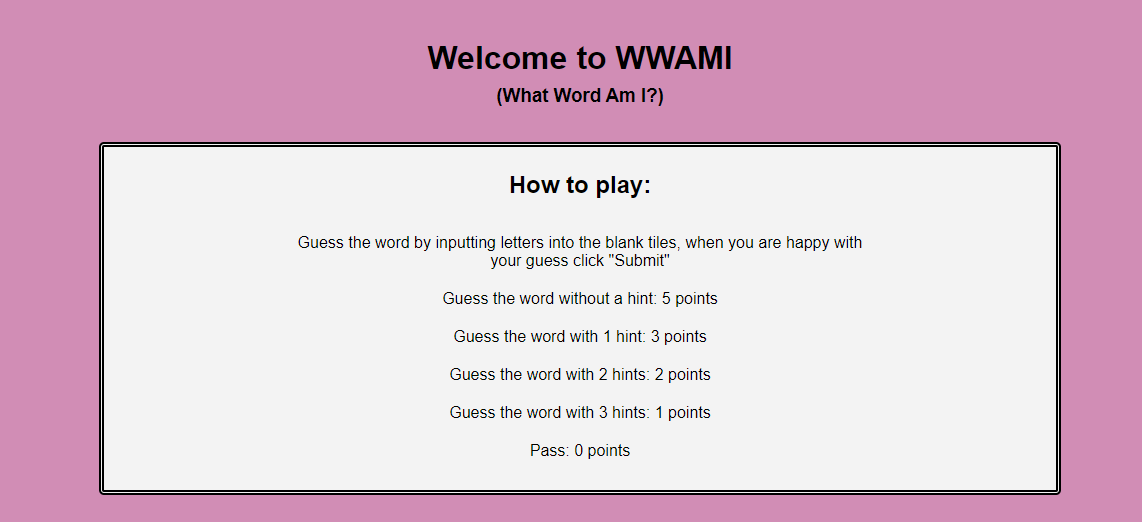 Welcome to WWAMI
(What Word Am I?)
How to play:
Guess the word by inputting letters into the blank tiles, when you are happy with
your guess click "Submit"
Guess the word without a hint: 5 points
Guess the word with 1 hint: 3 points
Guess the word with 2 hints: 2 points
Guess the word with 3 hints: 1 points
Pass: 0 points